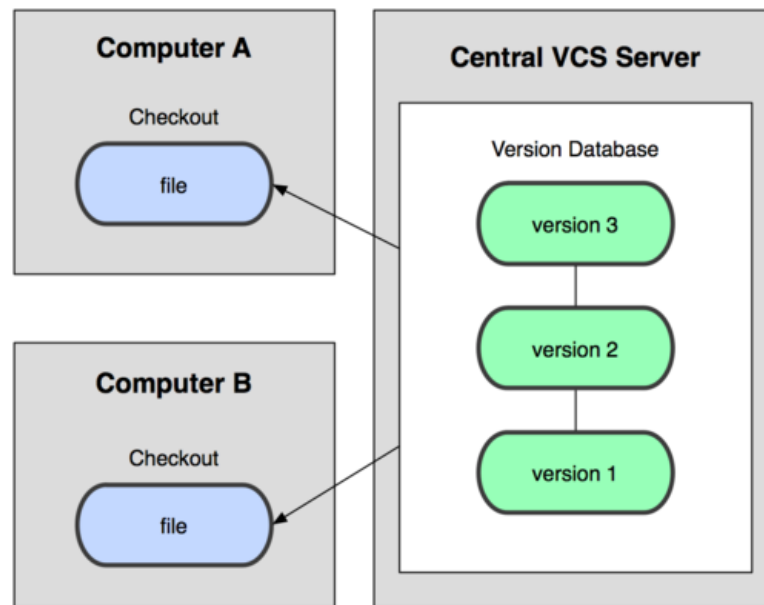 Computer A
Checkout
file
Computer B
Checkout
file
Central VCS Server
Version Database
version 3
version 2
version 1